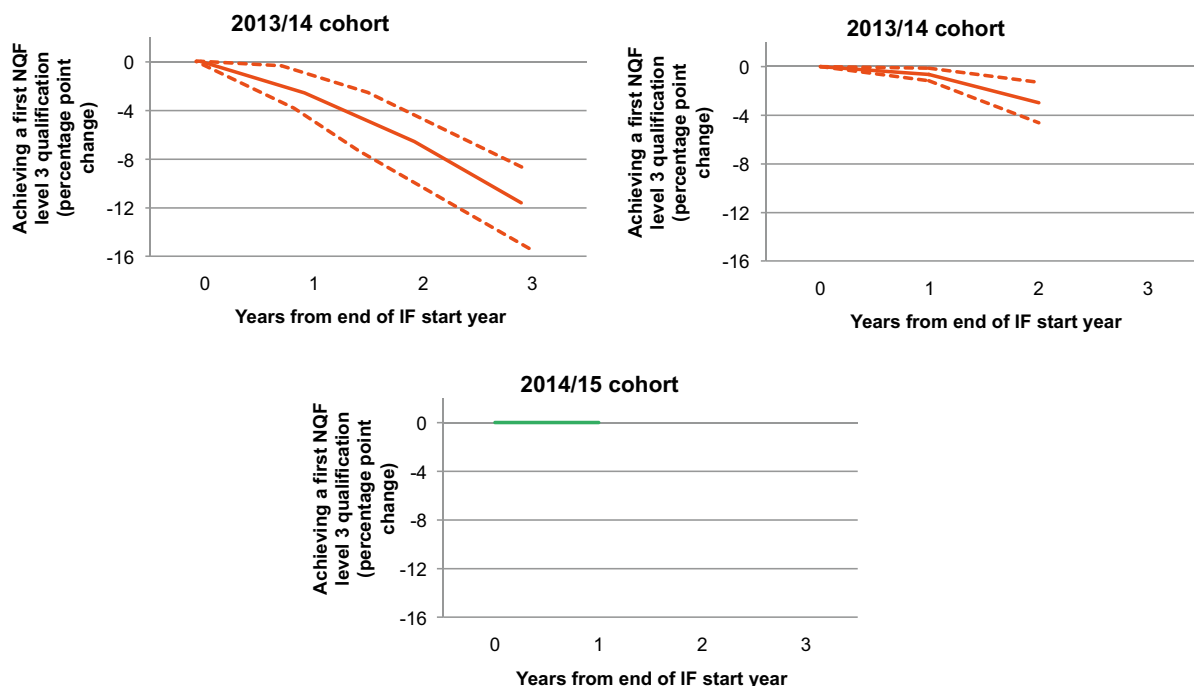 2013/14 cohort
Achieving a first NQF
level 3 qualification
(percentage point
change)
0
-4
-8
-12
-16
0 1 2 3
Years from end of IF start year
2013/14 cohort
Achieving a first NQF
level 3 qualification
(percentage point
change)
0
-4
-8
-12
-16
0 1 2 3
Years from end of IF start year
2014/15 cohort
Achieving a first NQF
level 3 qualification
(percentage point
change)
0
-4
-8
-12
-16
0 1 2 3
Years from end of IF start year